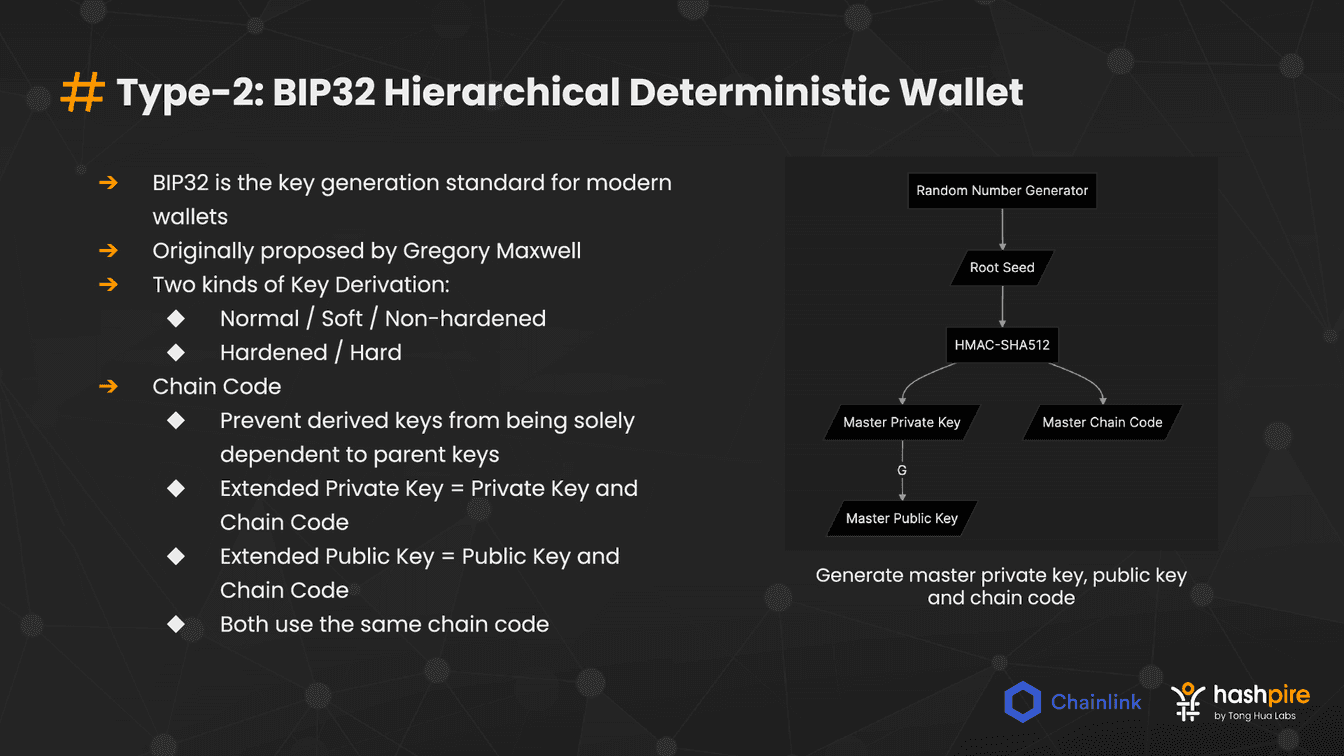 # Type-2: BIP32 Hierarchical Deterministic Wallet
➔ BIP32 is the key generation standard for modern
wallets
➔ Originally proposed by Gregory Maxwell
➔ Two kinds of Key Derivation:
◆ Normal / Soft / Non-hardened
◆ Hardened / Hard
➔ Chain Code
◆ Prevent derived keys from being solely
dependent to parent keys
◆ Extended Private Key = Private Key and
Chain Code
◆ Extended Public Key = Public Key and
Chain Code
◆ Both use the same chain code
Random Number Generator
Root Seed
HMAC-SHA512
Master Private Key
Master Chain Code
G
Master Public Key
Generate master private key, public key
and chain code
Chainlink
hashpire
by Tong Hua Labs